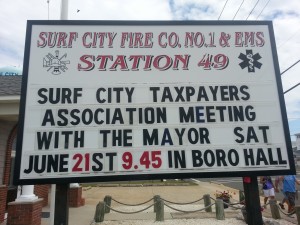 SURF CITY FIRE CO. NO.1 & EMS
STATION 49
SURF CITY TAXPAYERS
ASSOCIATION MEETING
WITH THE MAYOR SAT
JUNE 21ST 9.45 IN BORO HALL